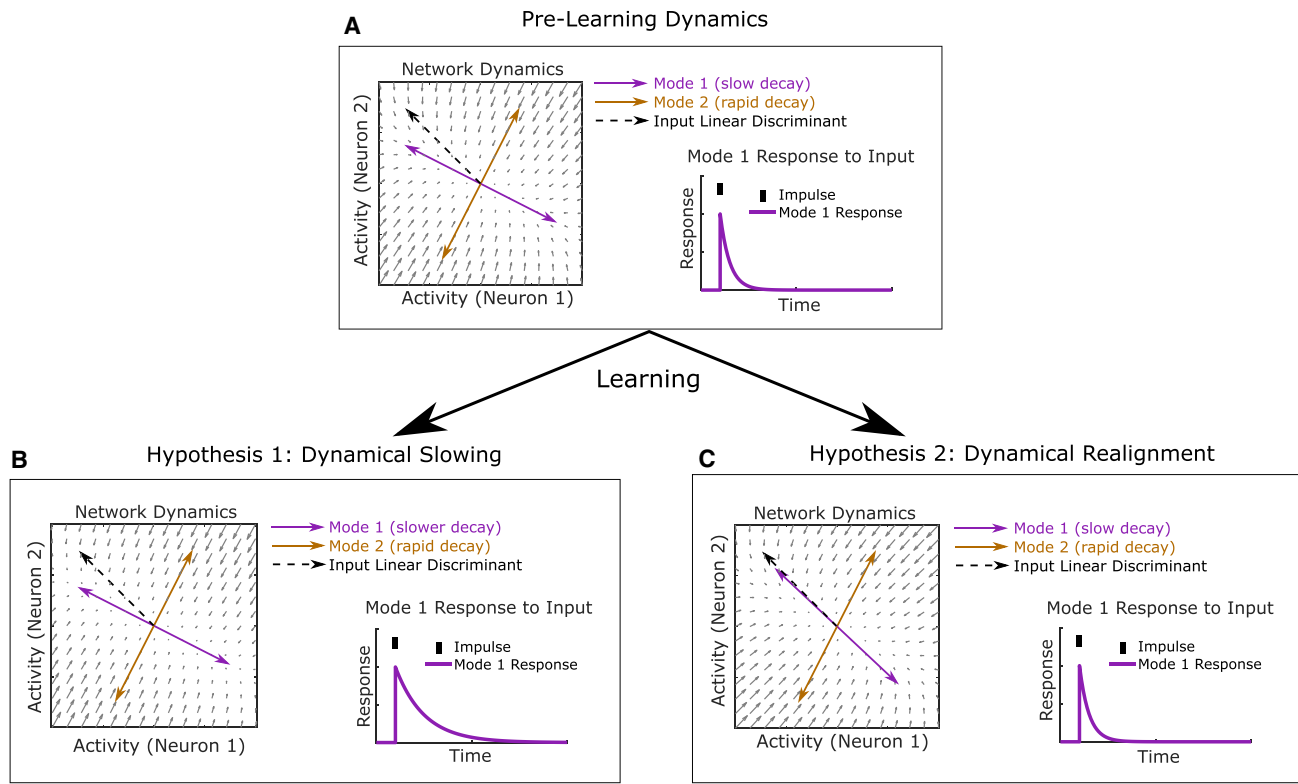 A
Pre-Learning Dynamics
Network Dynamics
Activity (Neuron 2)
Activity (Neuron 1)
Mode 1 (slow decay)
Mode 2 (rapid decay)
Input Linear Discriminant
Mode 1 Response to Input
Response
Impulse
Mode 1 Response
Time
Learning
B
Hypothesis 1: Dynamical Slowing
Network Dynamics
Activity (Neuron 2)
Activity (Neuron 1)
Mode 1 (slower decay)
Mode 2 (rapid decay)
Input Linear Discriminant
Mode 1 Response to Input
Response
Impulse
Mode 1 Response
Time
C
Hypothesis 2: Dynamical Realignment
Network Dynamics
Activity (Neuron 2)
Activity (Neuron 1)
Mode 1 (slow decay)
Mode 2 (rapid decay)
Input Linear Discriminant
Mode 1 Response to Input
Response
Impulse
Mode 1 Response
Time